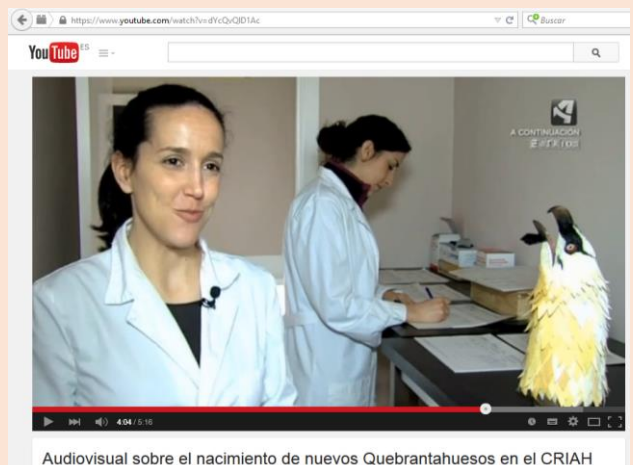 https://www.youtube.com/watch?v=dYcQvQJD1Ac
Buscar
YouTube ES
A CONTINUACIÓN
4:04 / 5:16
Audiovisual sobre el nacimiento de nuevos Quebrantahuesos en el CRIAH